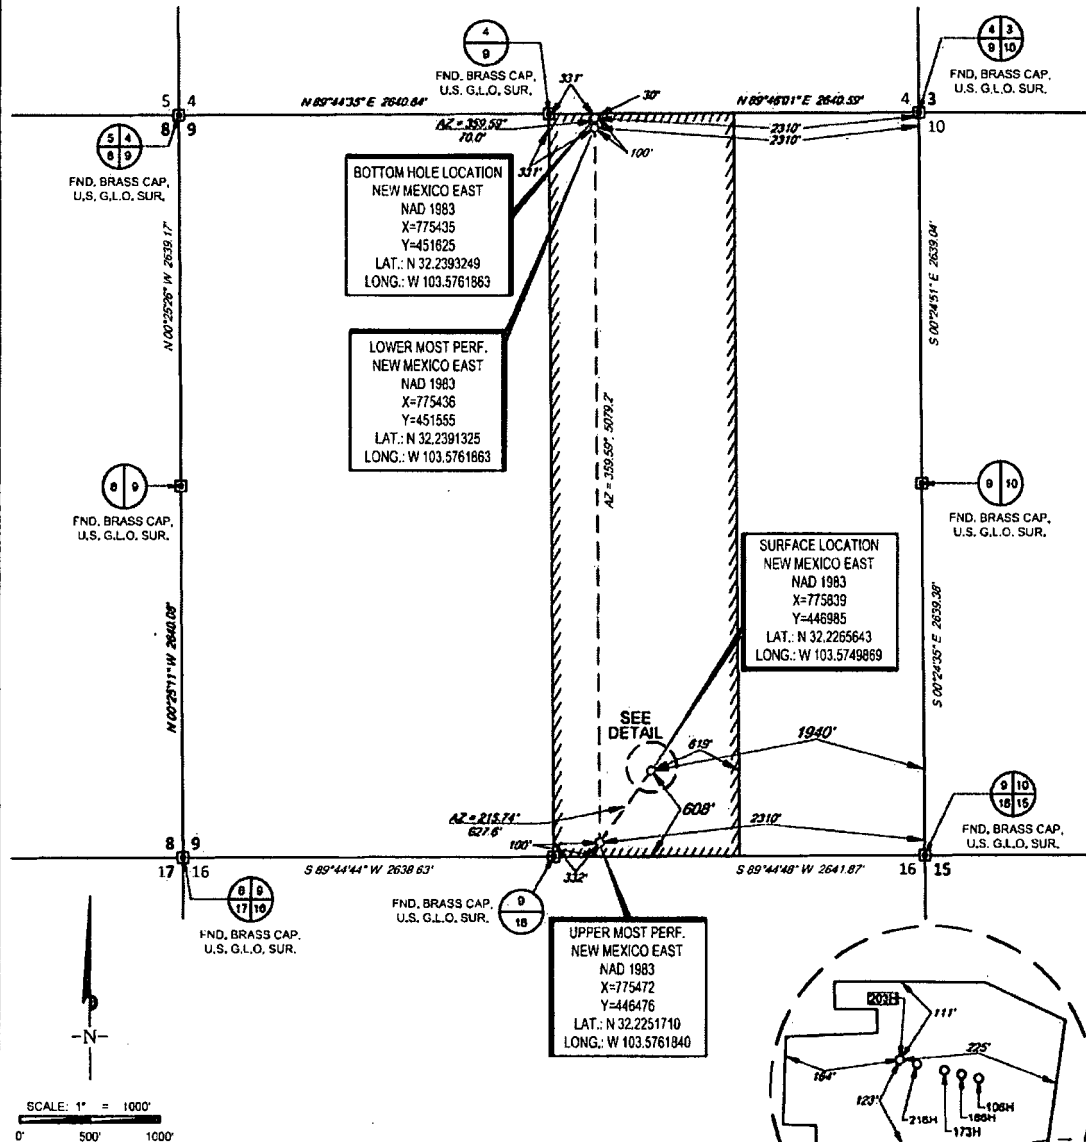 4
9
FND. BRASS CAP.
U.S. G.L.O. SUR.
4 3
9 10
FND. BRASS CAP,
U.S. G.L.O. SUR.
5 4
N 89°44'35" E 2640.64'
331'
30'
N 89°46'01" E 2640.59'
4 3
8 9
AZ = 359.59°
70.0'
2310'
2310'
10
5 4
8 9
FND. BRASS CAP,
U.S. G.L.O. SUR.
331'
100'
BOTTOM HOLE LOCATION
NEW MEXICO EAST
NAD 1983
X=775435
Y=451625
LAT.: N 32.2393249
LONG.: W 103.5761863
N 00°25'26" W 2639.17'
S 00°24'51" E 2639.04'
LOWER MOST PERF.
NEW MEXICO EAST
NAD 1983
X=775436
Y=451555
LAT.: N 32.2391325
LONG.: W 103.5761863
AZ = 359.59°, 5079.2'
8 9
FND. BRASS CAP,
U.S. G.L.O. SUR.
9 10
FND. BRASS CAP,
U.S. G.L.O. SUR.
SURFACE LOCATION
NEW MEXICO EAST
NAD 1983
X=775839
Y=446985
LAT.: N 32.2265643
LONG.: W 103.5749869
N 00°25'11" W 2640.08'
S 00°24'35" E 2639.38'
SEE
DETAIL
619'
1940'
AZ = 215.74°
627.6'
608'
100'
2310'
9 10
16 15
FND. BRASS CAP,
U.S. G.L.O. SUR.
8 9
17 16
S 89°44'44" W 2638.63'
332'
S 89°44'48" W 2641.87'
16 15
8 9
17 16
FND. BRASS CAP.
U.S. G.L.O. SUR.
FND. BRASS CAP.
U.S. G.L.O. SUR.
9
16
UPPER MOST PERF.
NEW MEXICO EAST
NAD 1983
X=775472
Y=446476
LAT.: N 32.2251710
LONG.: W 103.5761840
-N-
203H
111'
225'
164'
123'
216H
173H
166H
106H
SCALE: 1" = 1000'
0' 500' 1000'